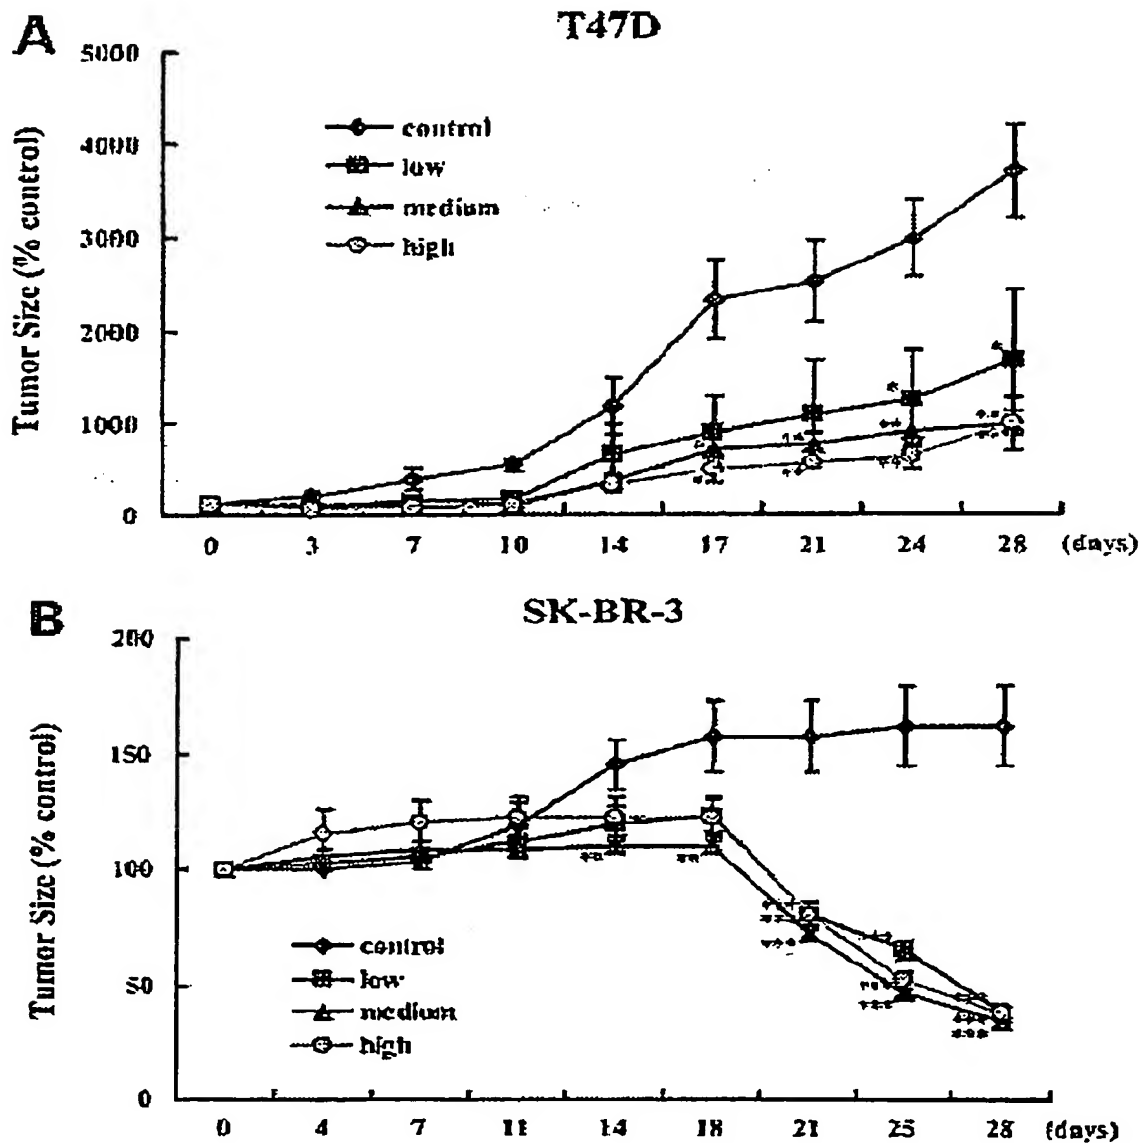 A
T47D
5000
4000
3000
2000
1000
0
Tumor Size (% control)
control
low
medium
high
0 3 7 10 14 17 21 24 28 (days)
B
SK-BR-3
200
150
100
50
0
Tumor Size (% control)
control
low
medium
high
0 4 7 11 14 18 21 25 28 (days)